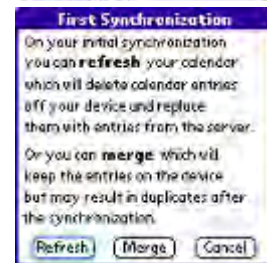 First Synchronization
On your initial synchronization
you can refresh your calendar
which will delete calendar entries
off your device and replace
them with entries from the server.
Or you can merge which will
keep the entries on the device
but may result in duplicates after
the synchronization.
Refresh Merge Cancel